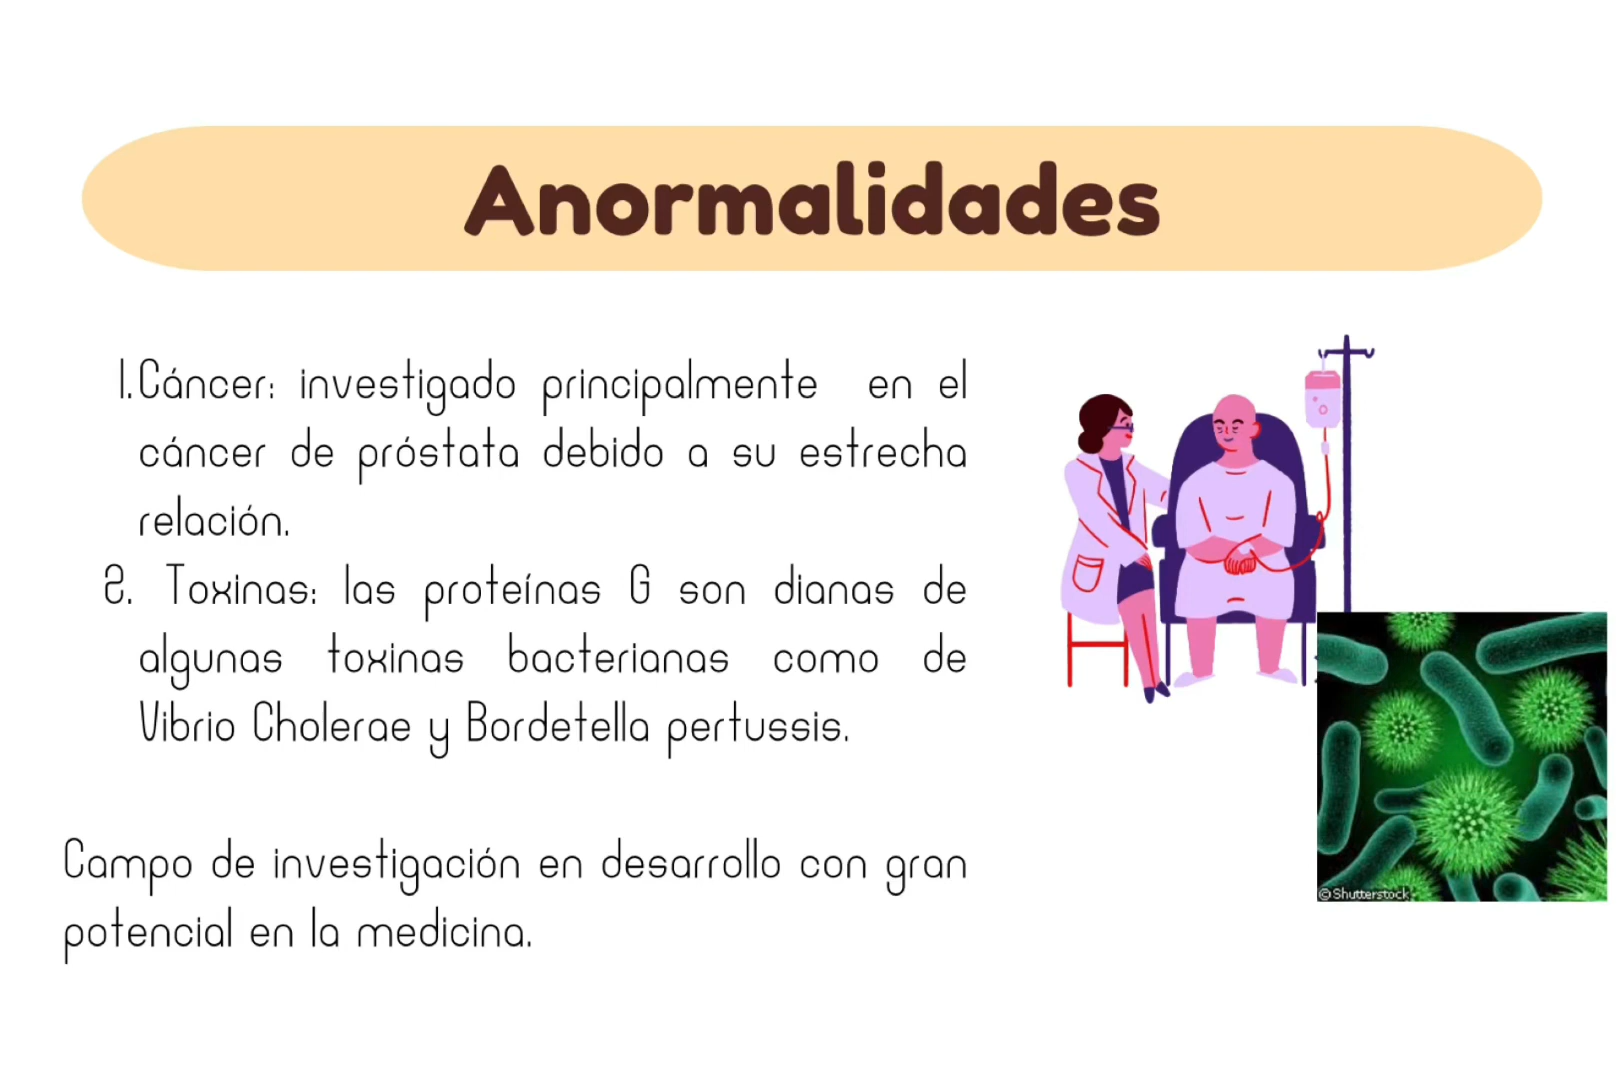 Anormalidades
1. Cáncer: investigado principalmente en el
cáncer de próstata debido a su estrecha
relación.
2. Toxinas: las proteínas G son dianas de
algunas toxinas bacterianas como de
Vibrio Cholerae y Bordetella pertussis.
Campo de investigación en desarrollo con gran
potencial en la medicina.
© Shutterstock